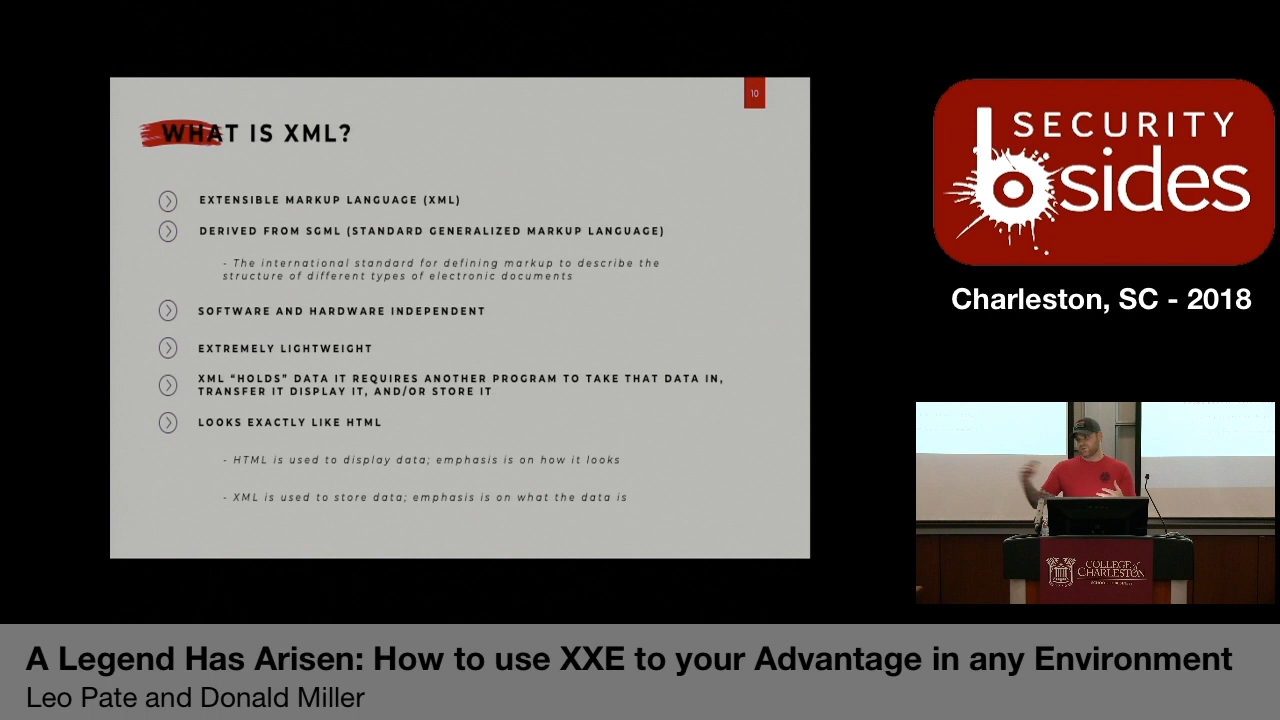 10
WHAT IS XML?
EXTENSIBLE MARKUP LANGUAGE (XML)
DERIVED FROM SGML (STANDARD GENERALIZED MARKUP LANGUAGE)
- The international standard for defining markup to describe the
structure of different types of electronic documents
SOFTWARE AND HARDWARE INDEPENDENT
EXTREMELY LIGHTWEIGHT
XML “HOLDS” DATA IT REQUIRES ANOTHER PROGRAM TO TAKE THAT DATA IN,
TRANSFER IT DISPLAY IT, AND/OR STORE IT
LOOKS EXACTLY LIKE HTML
- HTML is used to display data; emphasis is on how it looks
- XML is used to store data; emphasis is on what the data is
SECURITY
bsides
Charleston, SC - 2018
COLLEGE of
CHARLESTON
A Legend Has Arisen: How to use XXE to your Advantage in any Environment
Leo Pate and Donald Miller